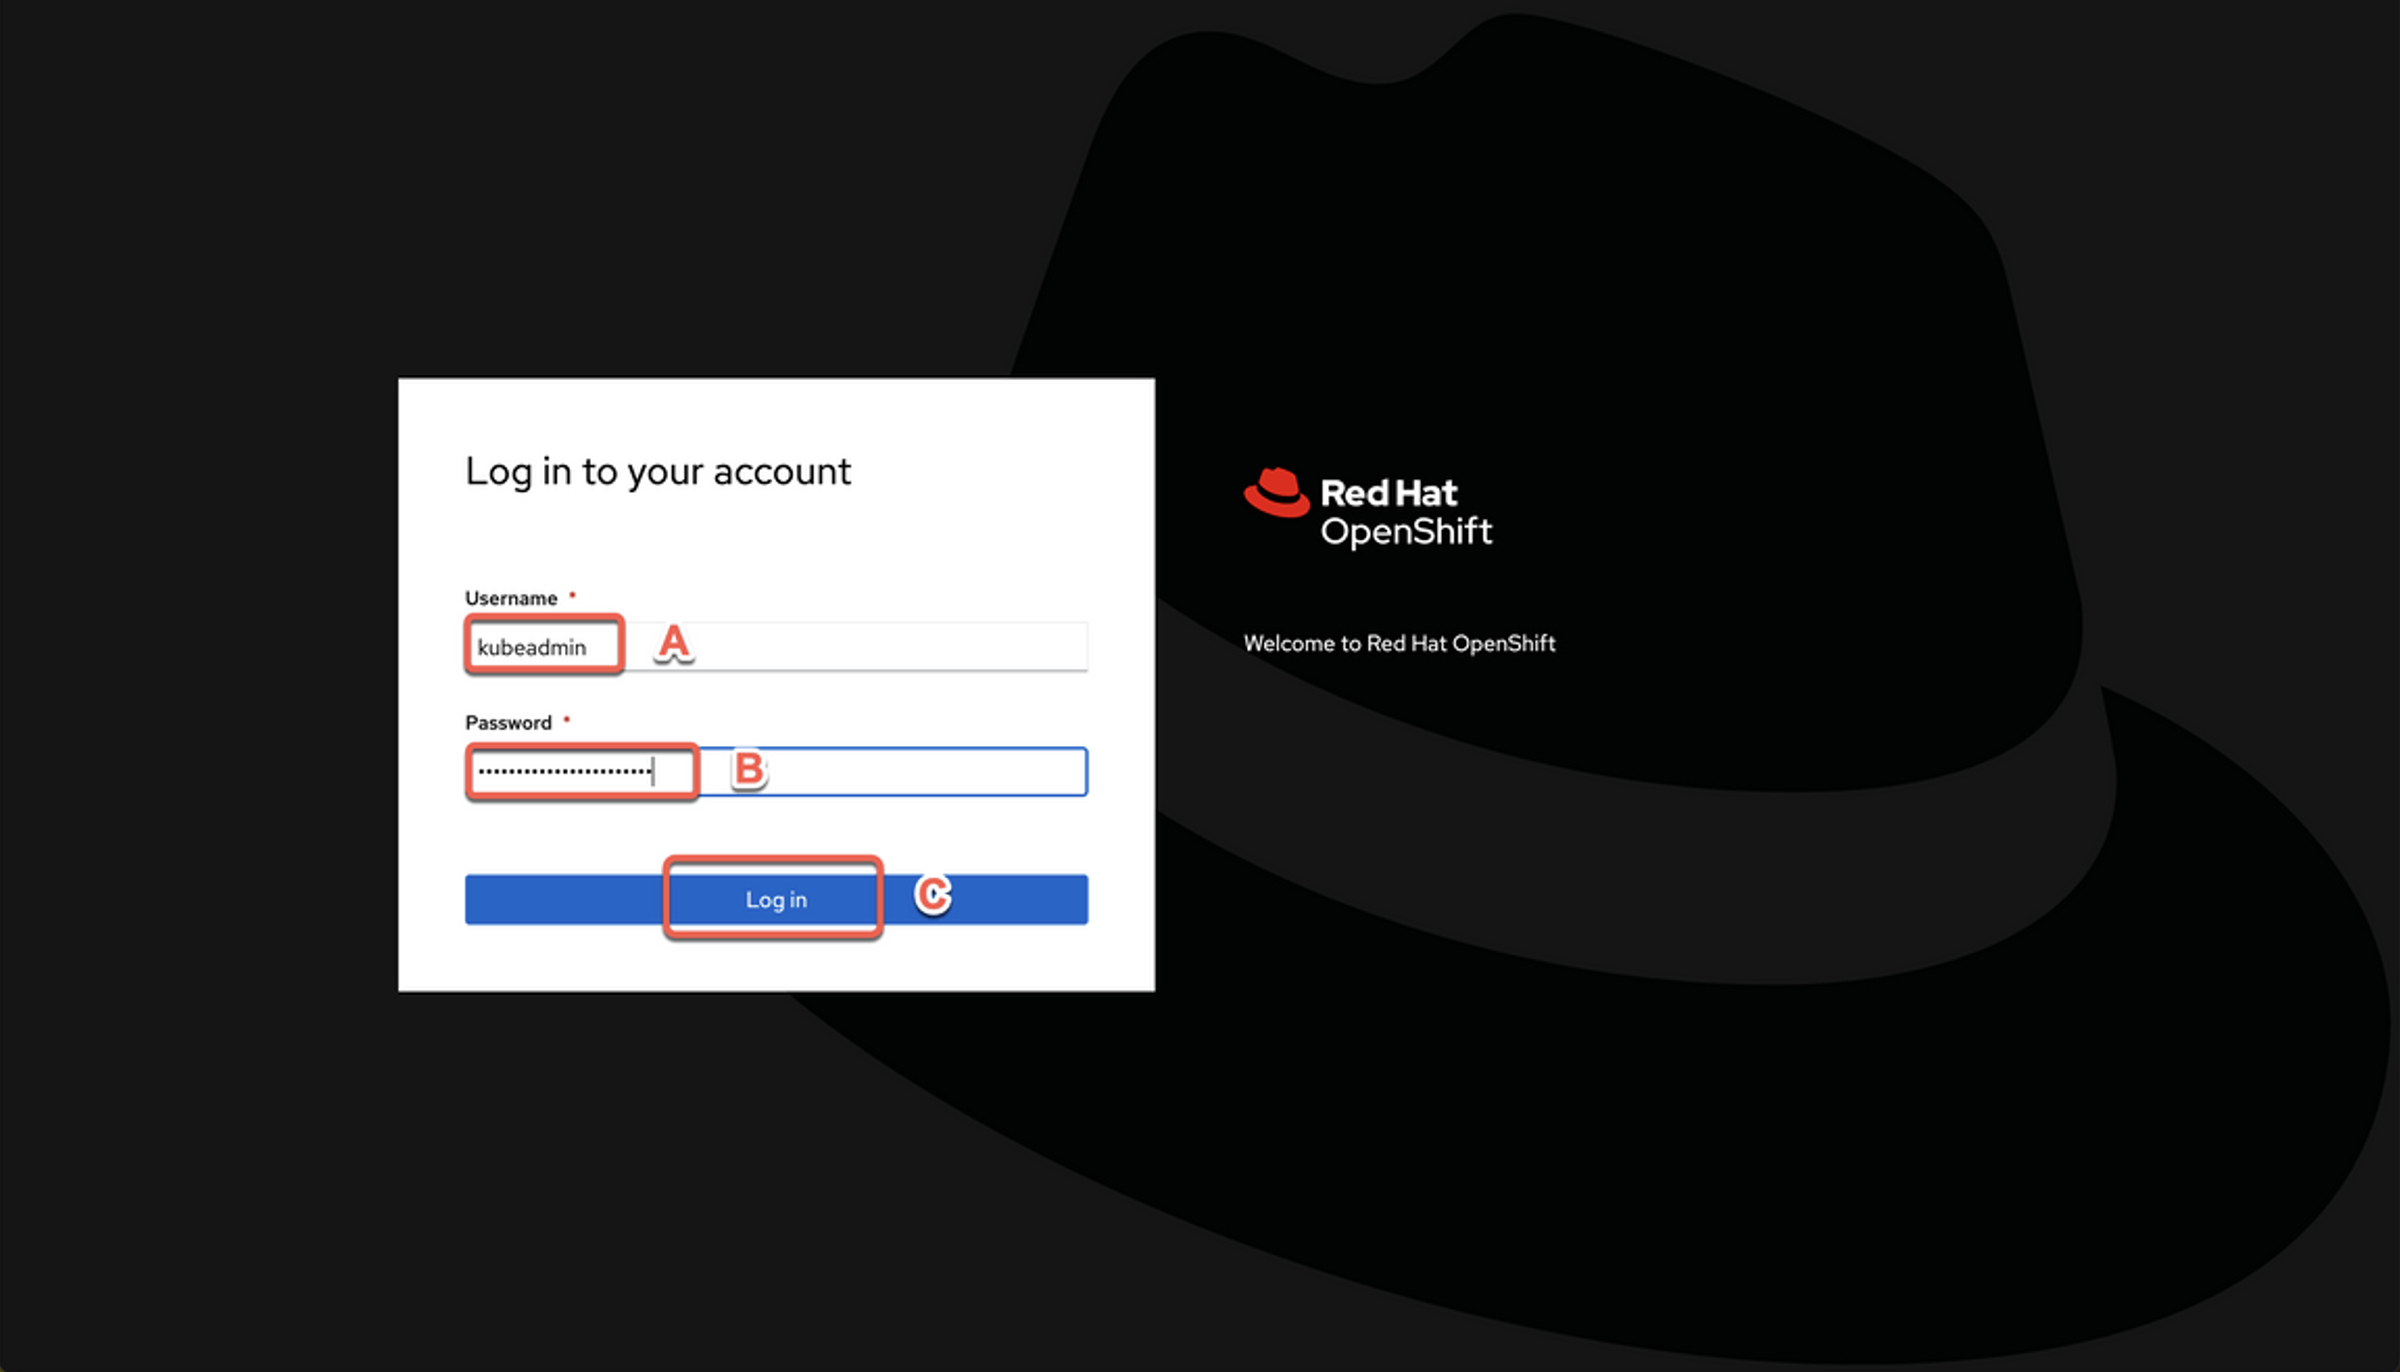 Log in to your account
Username *
kubeadmin
A
Password *
B
Log in
C
Red Hat
OpenShift
Welcome to Red Hat OpenShift